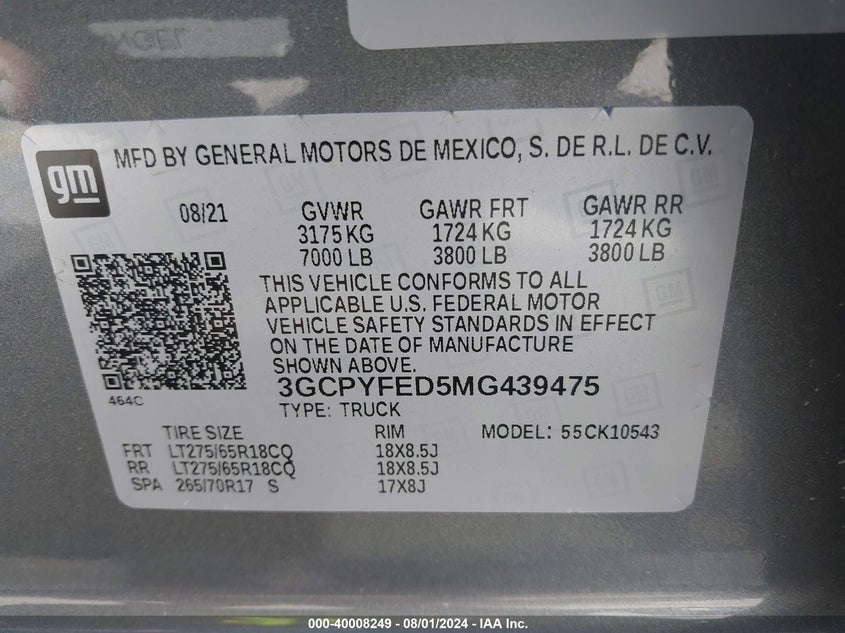 gm
MFD BY GENERAL MOTORS DE MEXICO, S. DE R.L. DE C.V.
08/21 GVWR GAWR FRT GAWR RR
3175 KG 1724 KG 1724 KG
7000 LB 3800 LB 3800 LB
THIS VEHICLE CONFORMS TO ALL
APPLICABLE U.S. FEDERAL MOTOR
VEHICLE SAFETY STANDARDS IN EFFECT
ON THE DATE OF MANUFACTURE
SHOWN ABOVE.
464C
3GCPYFED5MG439475
TYPE: TRUCK
TIRE SIZE RIM MODEL: 55CK10543
FRT LT275/65R18CQ 18X8.5J
RR LT275/65R18CQ 18X8.5J
SPA 265/70R17 S 17X8J
000-40008249 - 08/01/2024 - IAA Inc.